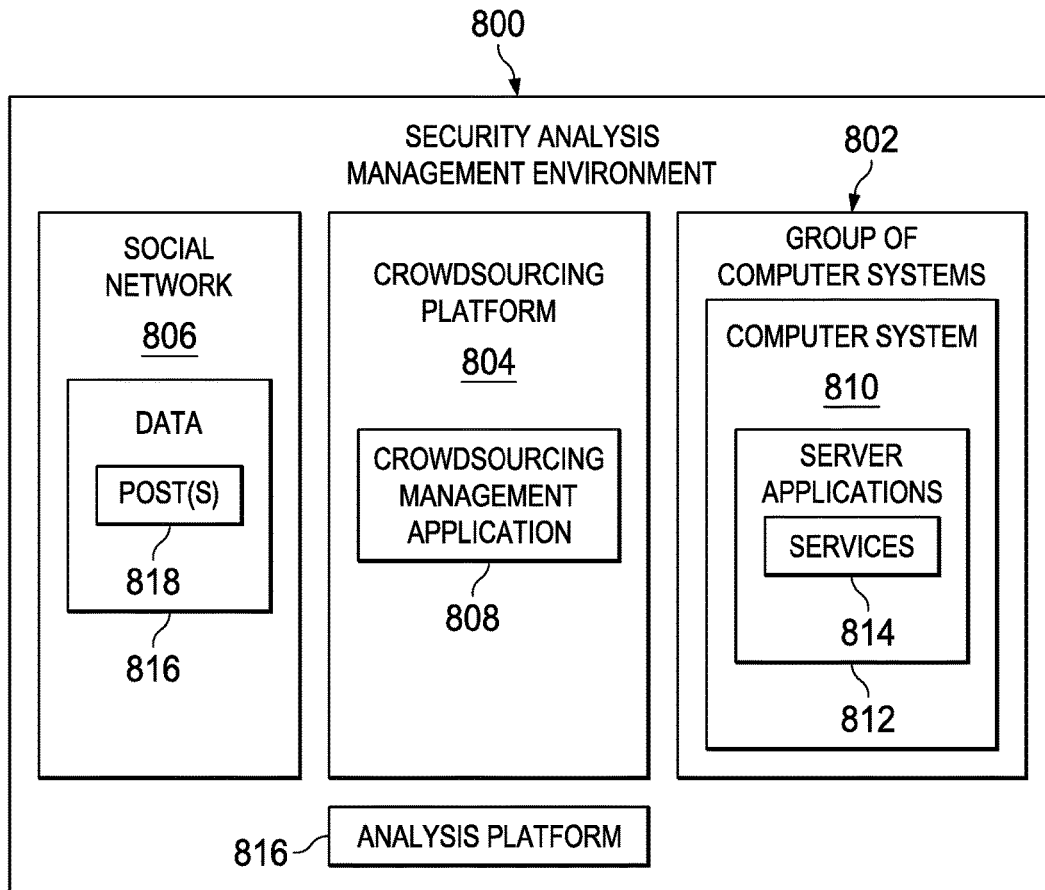 800
SECURITY ANALYSIS
MANAGEMENT ENVIRONMENT
802
SOCIAL
NETWORK
806
DATA
POST(S)
818
816
CROWDSOURCING
PLATFORM
804
CROWDSOURCING
MANAGEMENT
APPLICATION
808
GROUP OF
COMPUTER SYSTEMS
COMPUTER SYSTEM
810
SERVER
APPLICATIONS
SERVICES
814
812
816
ANALYSIS PLATFORM